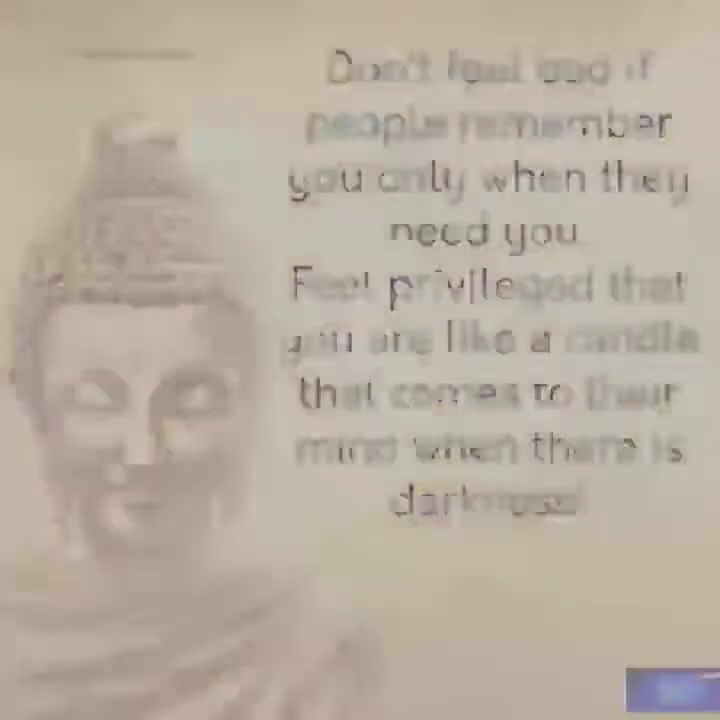 Don't feel bad if
people remember
you only when they
need you
Feel privileged that
you are like a candle
that comes to their
mind when there is
darkness